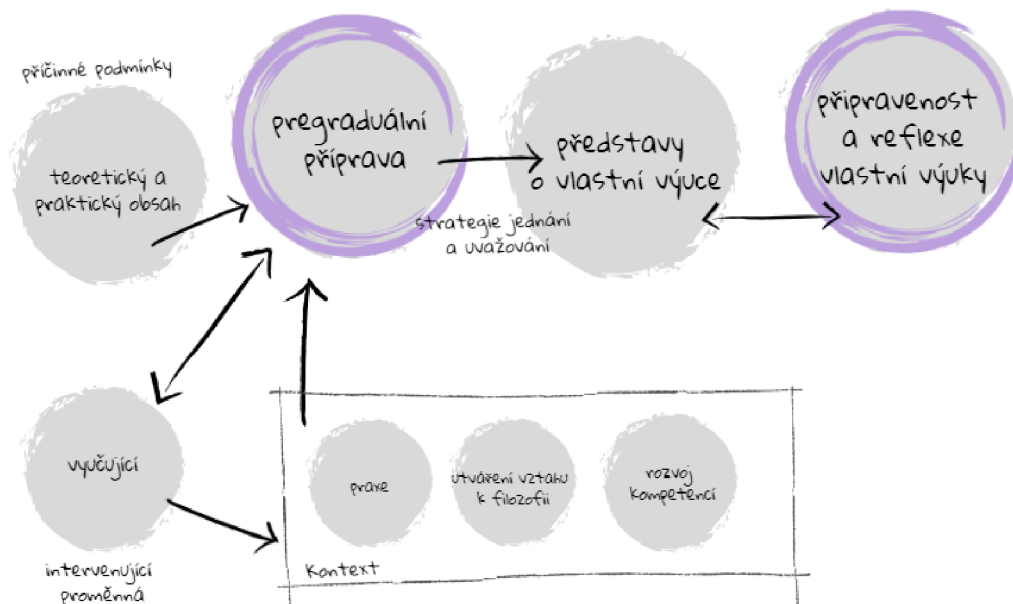 příčinné podmínky
teoretický a
praktický obsah
pregraduální
příprava
představy
o vlastní výuce
připravenost
a reflexe
vlastní výuky
strategie jednání
a uvažování
vyučující
intervenující
proměnná
praxe
utváření vztahu
k filozofii
rozvoj
kompetencí
Kontext